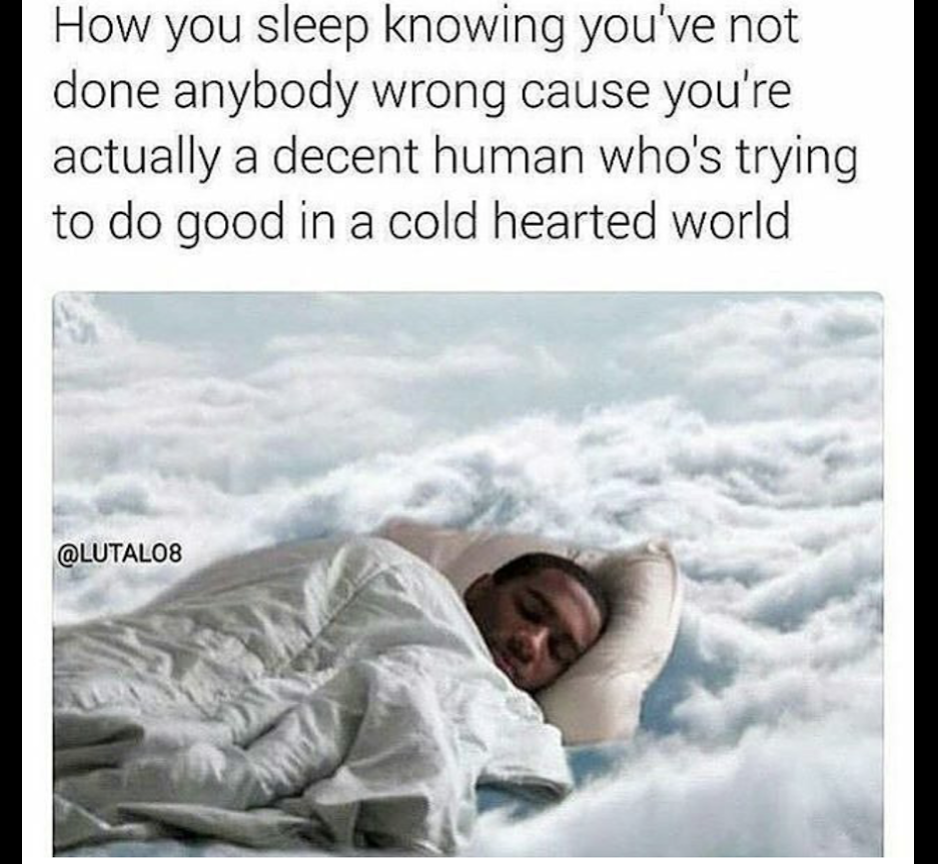 How you sleep knowing you've not
done anybody wrong cause you're
actually a decent human who's trying
to do good in a cold hearted world
@LUTALO8